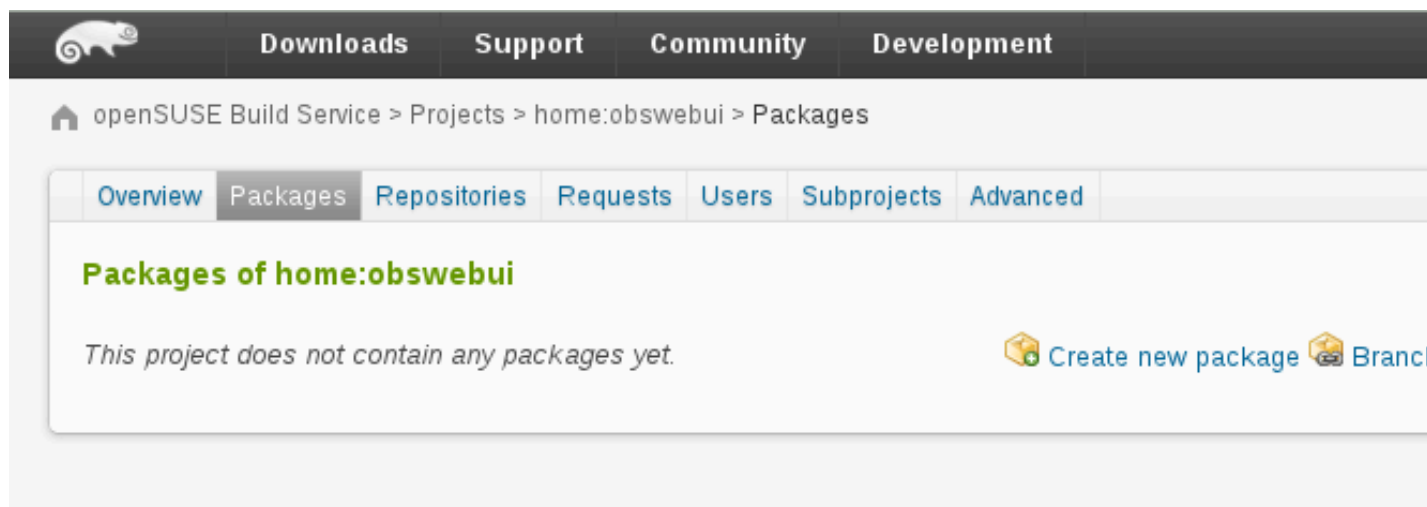 Downloads Support Community Development
openSUSE Build Service > Projects > home:obswebui > Packages
Overview Packages Repositories Requests Users Subprojects Advanced
Packages of home:obswebui
This project does not contain any packages yet. Create new package